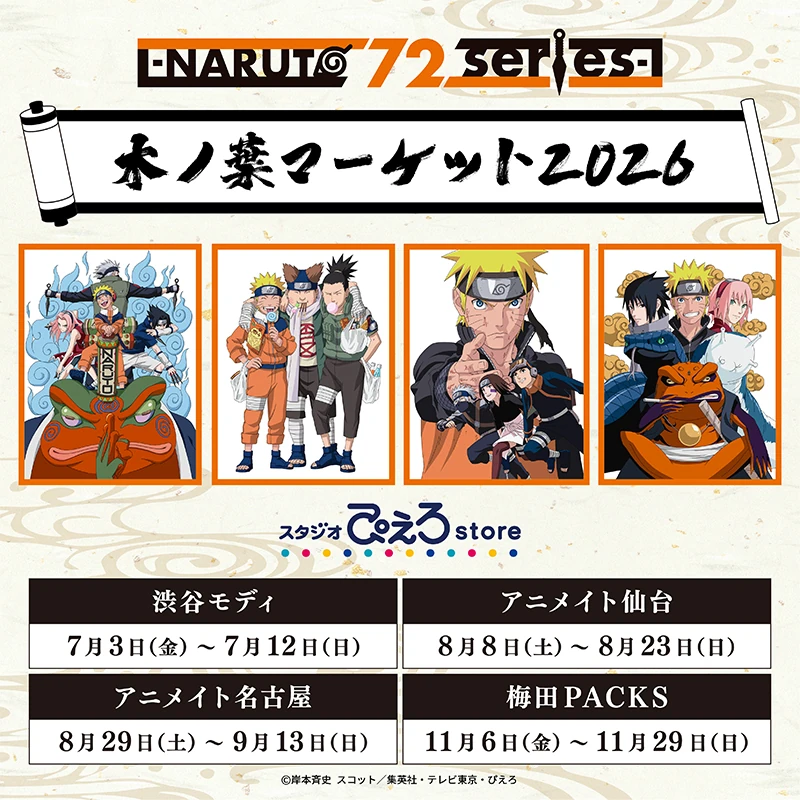 -NARUTO 72 series-
木ノ葉マーケット2026
NARUTO
スタジオぴえろstore
渋谷モディ
7月3日(金) ～ 7月12日(日)
アニメイト仙台
8月8日(土) ～ 8月23日(日)
アニメイト名古屋
8月29日(土) ～ 9月13日(日)
梅田PACKS
11月6日(金) ～ 11月29日(日)
©岸本斉史 スコット／集英社・テレビ東京・ぴえろ